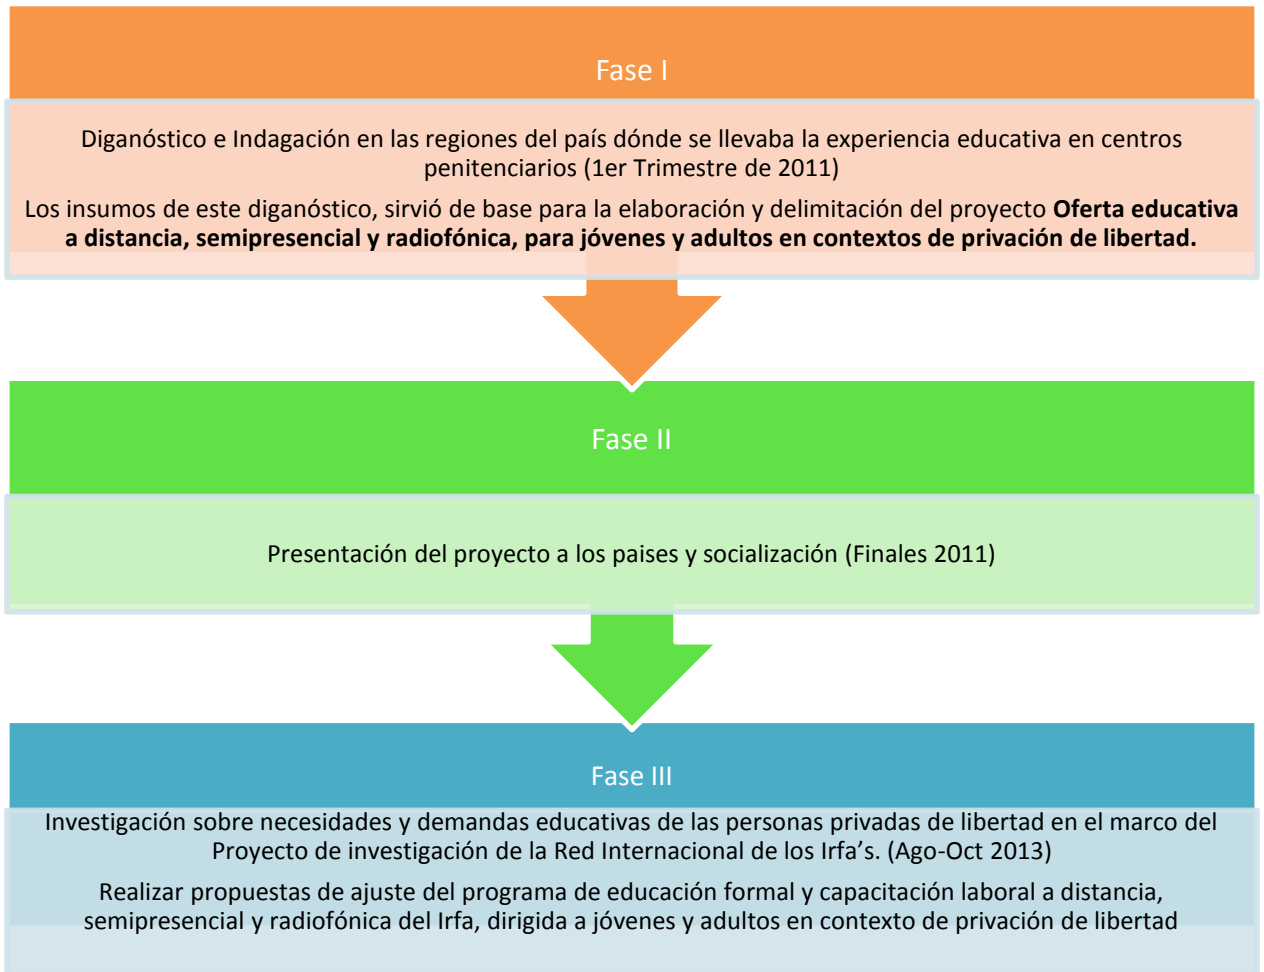 Fase I
Diganóstico e Indagación en las regiones del país dónde se llevaba la experiencia educativa en centros
penitenciarios (1er Trimestre de 2011)
Los insumos de este diganóstico, sirvió de base para la elaboración y delimitación del proyecto Oferta educativa
a distancia, semipresencial y radiofónica, para jóvenes y adultos en contextos de privación de libertad.
Fase II
Presentación del proyecto a los paises y socialización (Finales 2011)
Fase III
Investigación sobre necesidades y demandas educativas de las personas privadas de libertad en el marco del
Proyecto de investigación de la Red Internacional de los Irfa’s. (Ago-Oct 2013)
Realizar propuestas de ajuste del programa de educación formal y capacitación laboral a distancia,
semipresencial y radiofónica del Irfa, dirigida a jóvenes y adultos en contexto de privación de libertad